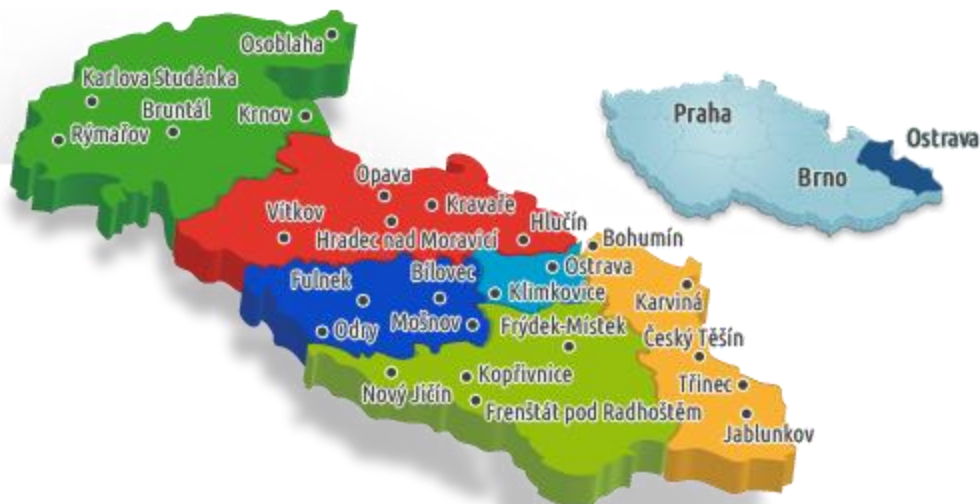 Osoblaha
Karlova Studánka
Bruntál
Krnov
Rýmařov
Praha
Ostrava
Brno
Opava
Kravaře
Vítkov
Hlučín
Hradec nad Moravicí
Bohumín
Fulnek
Bílovec
Ostrava
Klimkovice
Karviná
Odry
Mošnov
Frýdek-Místek
Český Těšín
Nový Jičín
Kopřivnice
Třinec
Frenštát pod Radhoštěm
Jablunkov